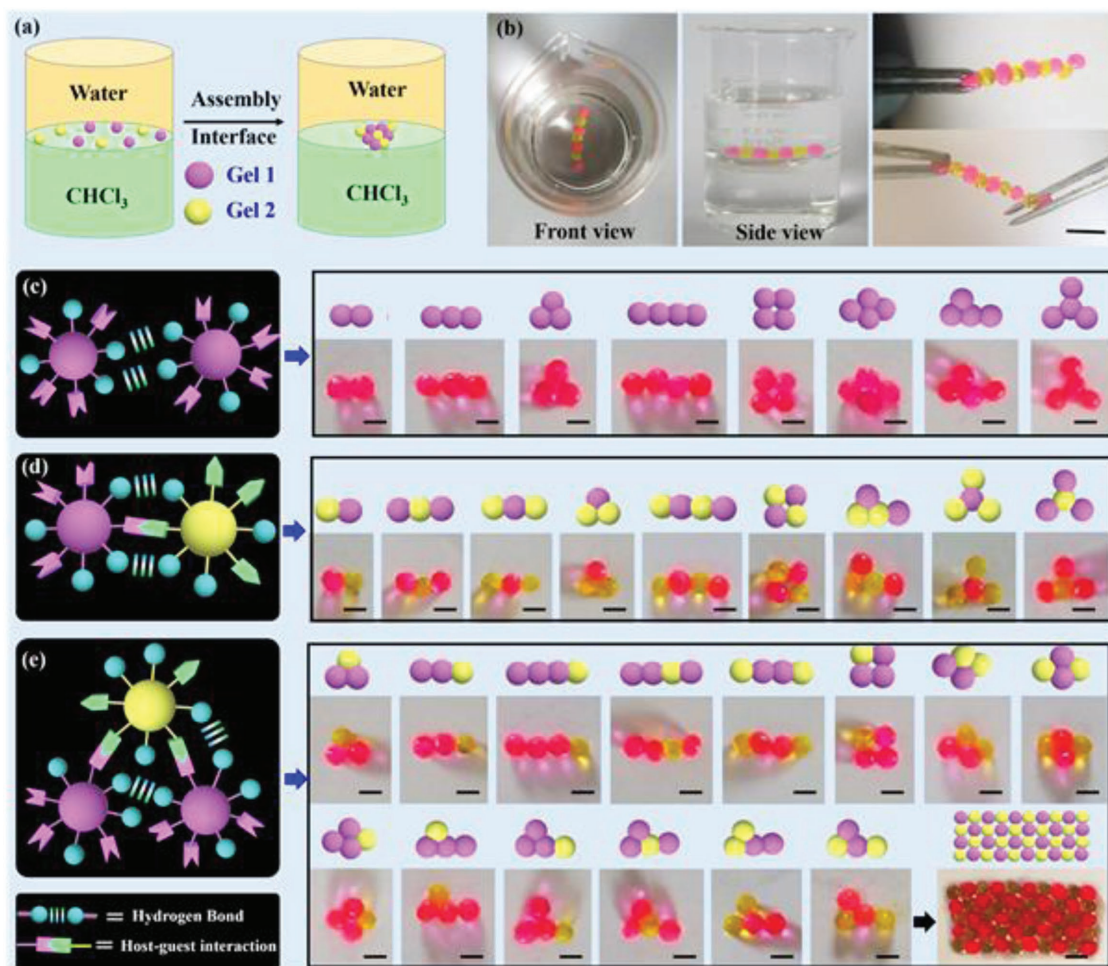 (a)
Water
CHCl3
Assembly
Interface
Gel 1
Gel 2
Water
CHCl3
(b)
Front view
Side view
(c)
(d)
(e)
= Hydrogen Bond
= Host-guest interaction